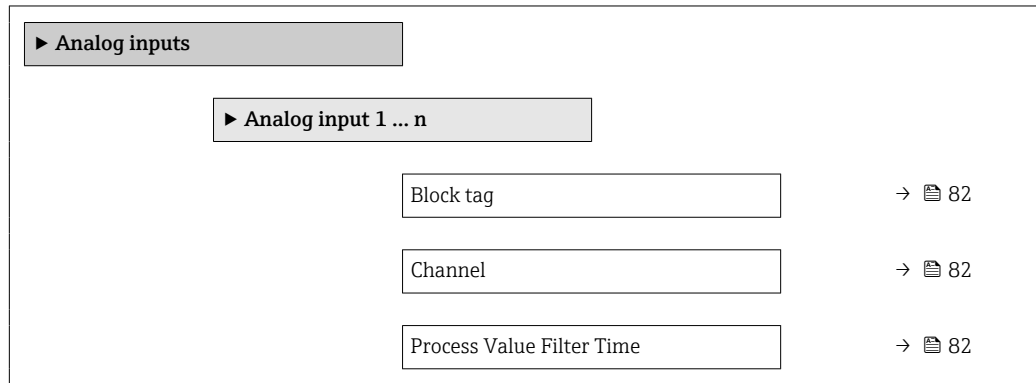 ▶ Analog inputs
▶ Analog input 1 ... n
Block tag → 82
Channel → 82
Process Value Filter Time → 82